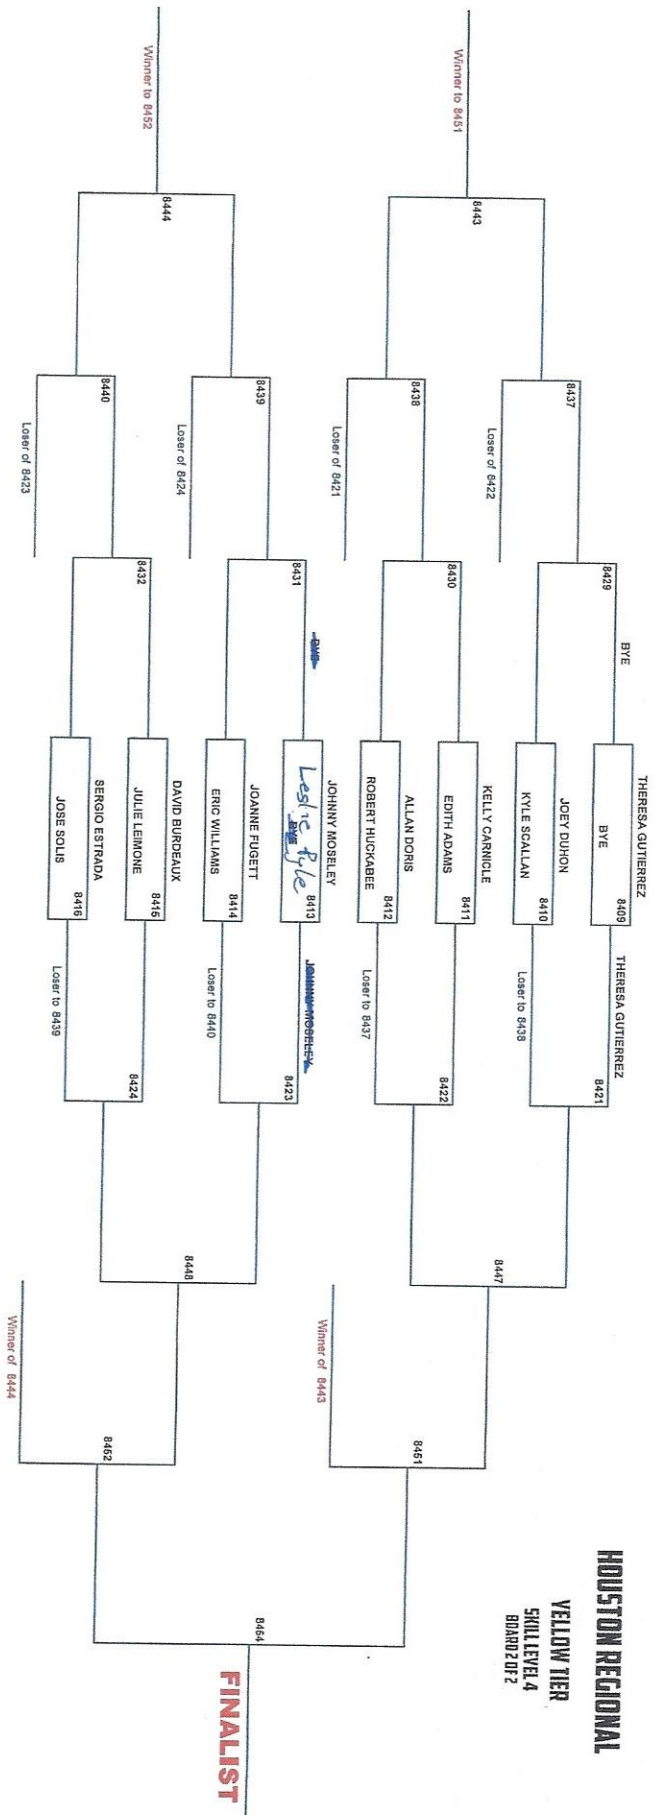 HOUSTON REGIONAL
YELLOW TIER
SKILL LEVEL 4
BOARD 2 OF 2
THERESA GUTIERREZ
BYE
8409
BYE
THERESA GUTIERREZ
8429
8421
JOEY DUHON
KYLE SCALLAN
8410
Loser to 8438
8437
Loser of 8422
8443
Winner to 8451
8447
KELLY CARNICLE
EDITH ADAMS
8411
8430
8422
ALLAN DORIS
ROBERT HUCKABEE
8412
Loser to 8437
8438
Loser of 8421
Winner of 8443
8451
JOHNNY MOSELEY
Leslie Pyle
BYE
8413
BYE
JOHNNY MOSELEY
8431
8423
JOANNE FUGETT
ERIC WILLIAMS
8414
Loser to 8440
8439
Loser of 8424
8444
Winner to 8452
8448
8454
FINALIST
DAVID BURDEAUX
JULIE LEIMONE
8415
8432
8424
SERGIO ESTRADA
JOSE SOLIS
8416
Loser to 8439
8440
Loser of 8423
8452
Winner of 8444